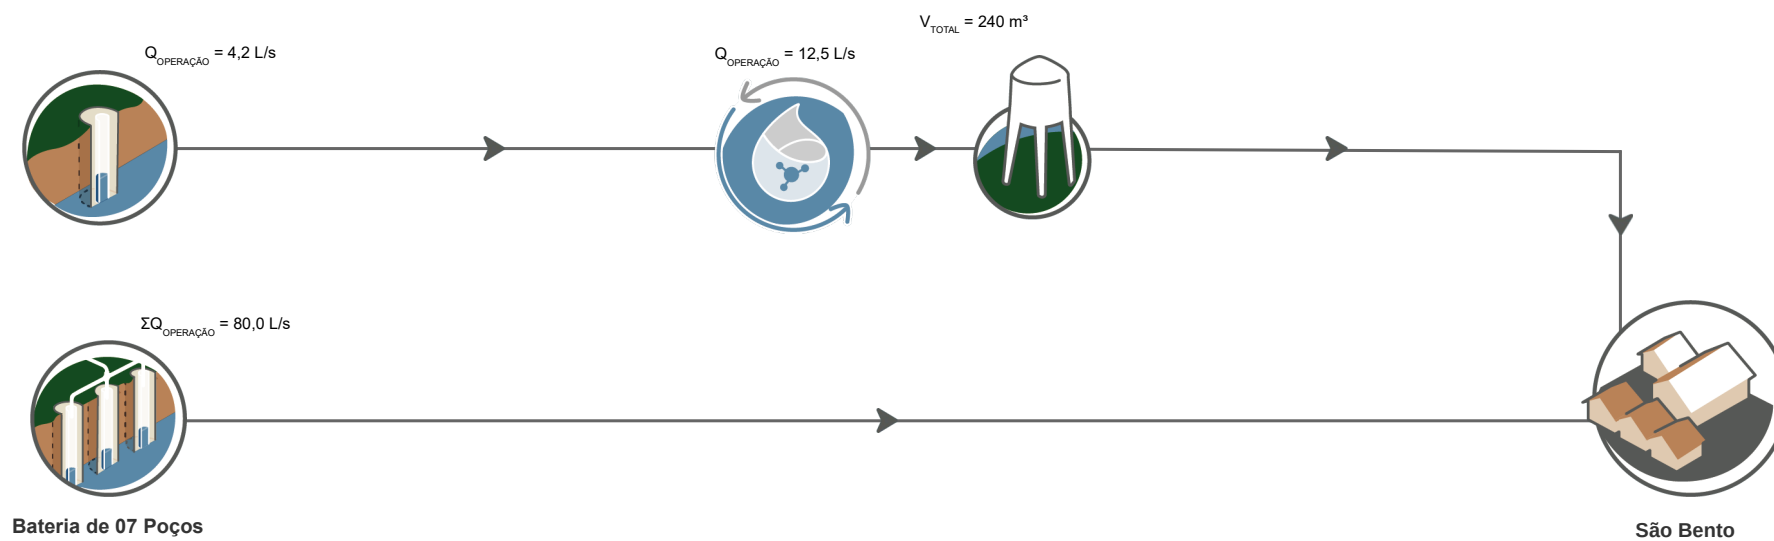 V_TOTAL = 240 m³
Q_OPERAÇÃO = 4,2 L/s
Q_OPERAÇÃO = 12,5 L/s
ΣQ_OPERAÇÃO = 80,0 L/s
Bateria de 07 Poços
São Bento